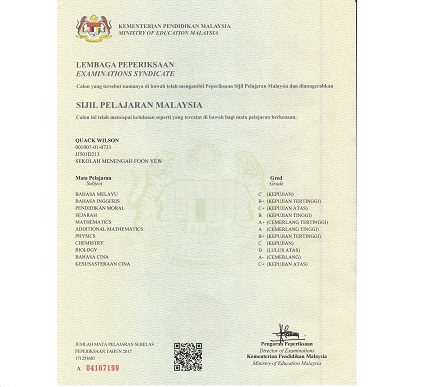 KEMENTERIAN PENDIDIKAN MALAYSIA
MINISTRY OF EDUCATION MALAYSIA
LEMBAGA PEPERIKSAAN
EXAMINATIONS SYNDICATE
Calon yang tersebut namanya di bawah telah mengambil Peperiksaan Sijil Pelajaran Malaysia dan dianugerahkan
SIJIL PELAJARAN MALAYSIA
Calon ini telah mencapai kelulusan seperti yang tercatat di bawah bagi mata pelajaran berkenaan.
QUACK WILSON
001007-01-0733
JJ501D213
SEKOLAH MENENGAH FOON YEW
Mata Pelajaran Gred
Subject Grade
BAHASA MELAYU C (KEPUJIAN)
BAHASA INGGERIS B+ (KEPUJIAN TERTINGGI)
PENDIDIKAN MORAL C+ (KEPUJIAN ATAS)
SEJARAH B (KEPUJIAN TINGGI)
MATHEMATICS A+ (CEMERLANG TERTINGGI)
ADDITIONAL MATHEMATICS A (CEMERLANG TINGGI)
PHYSICS B+ (KEPUJIAN TERTINGGI)
CHEMISTRY C (KEPUJIAN)
BIOLOGY D (LULUS ATAS)
BAHASA CINA A- (CEMERLANG)
KESUSASTERAAN CINA C+ (KEPUJIAN ATAS)
JUMLAH MATA PELAJARAN SEBELAS
PEPERIKSAAN TAHUN 2017
171253683
A 04167199
Pengarah Peperiksaan
Director of Examinations
Kementerian Pendidikan Malaysia
Ministry of Education Malaysia